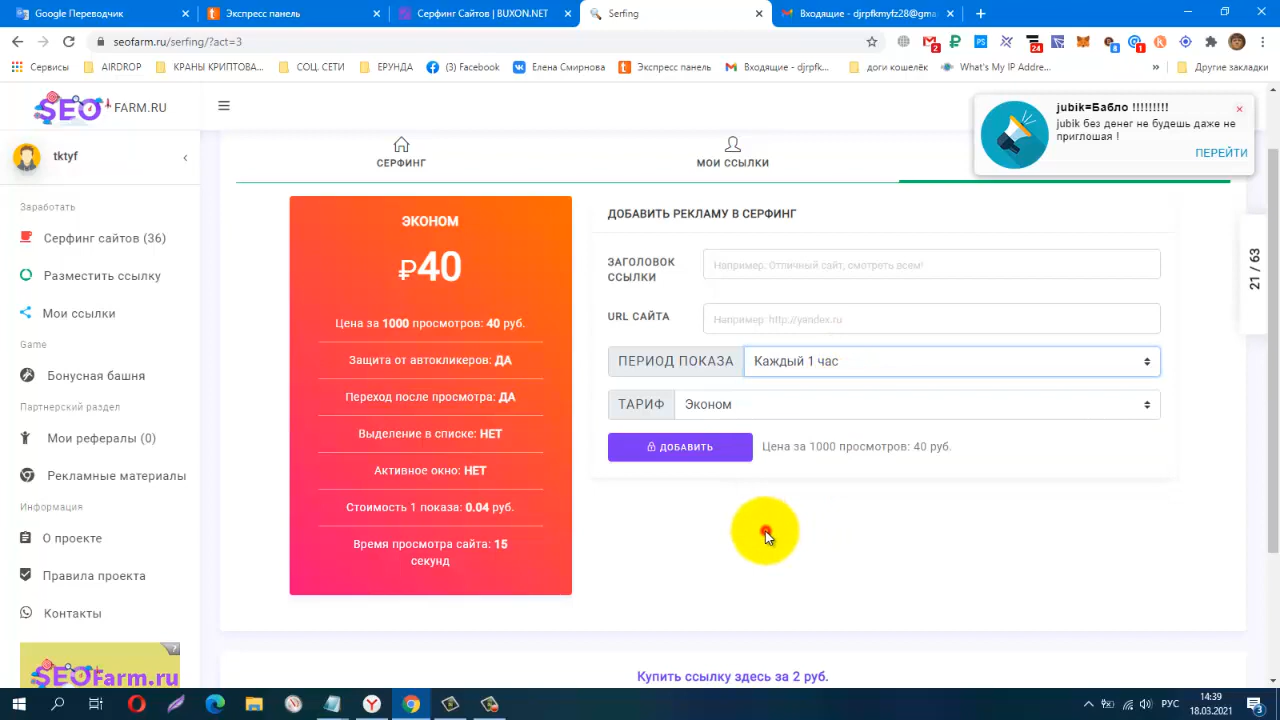 Google Переводчик
Экспресс панель
Серфинг Сайтов | BUXON.NET
Serfing
Входящие - djrpfkmyfz28@gma
seofarm.ru/serfing/?act=3
Сервисы
AIRDROP
КРАНЫ КРИПТОВА...
СОЦ. СЕТИ
ЕРУНДА
(3) Facebook
Елена Смирнова
Экспресс панель
Входящие - djrpfk...
доги кошелёк
What's My IP Addre...
»
Другие закладки
SEO FARM.RU
jubik=Бабло !!!!!!!!!
jubik без денег не будешь даже не
приглошая !
ПЕРЕЙТИ
tktyf
СЕРФИНГ
МОИ ССЫЛКИ
Заработать
Серфинг сайтов (36)
Разместить ссылку
Мои ссылки
Game
Бонусная башня
Партнерский раздел
Мои рефералы (0)
Рекламные материалы
Информация
О проекте
Правила проекта
Контакты
SEOFarm.ru
ЭКОНОМ
₽40
Цена за 1000 просмотров: 40 руб.
Защита от автокликеров: ДА
Переход после просмотра: ДА
Выделение в списке: НЕТ
Активное окно: НЕТ
Стоимость 1 показа: 0.04 руб.
Время просмотра сайта: 15
секунд
ДОБАВИТЬ РЕКЛАМУ В СЕРФИНГ
ЗАГОЛОВОК
ССЫЛКИ
Например: Отличный сайт, смотреть всем!
URL САЙТА
Например: http://yandex.ru
ПЕРИОД ПОКАЗА
Каждый 1 час
ТАРИФ
Эконом
ДОБАВИТЬ
Цена за 1000 просмотров: 40 руб.
21 / 63
Купить ссылку здесь за 2 руб.
РУС
14:39
18.03.2021